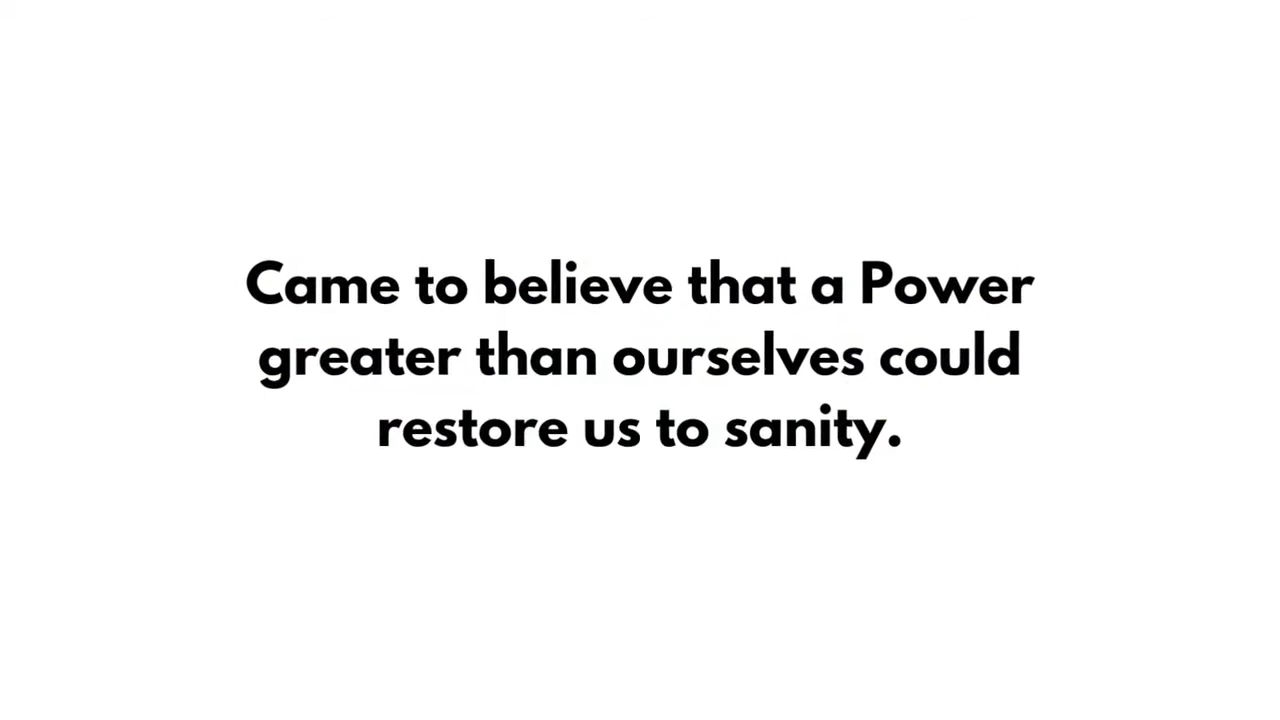 Came to believe that a Power
greater than ourselves could
restore us to sanity.